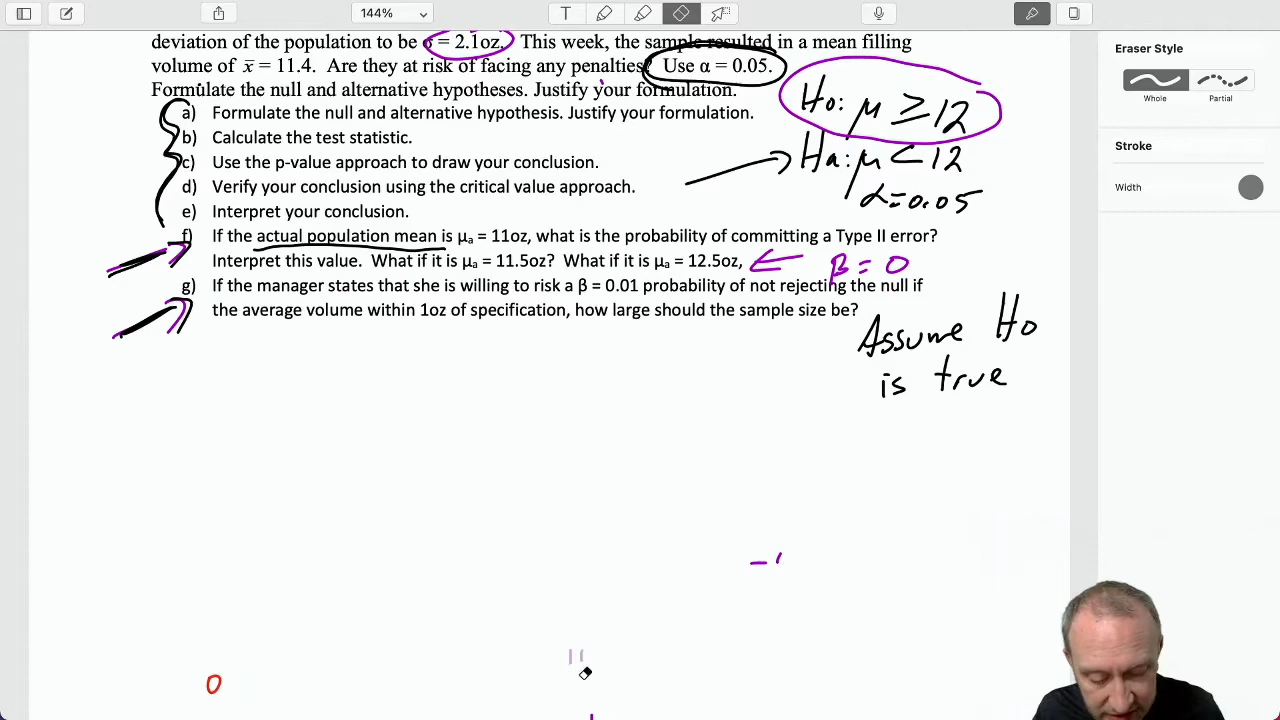 144%
T
deviation of the population to be σ = 2.1oz. This week, the sample resulted in a mean filling
volume of x̄ = 11.4. Are they at risk of facing any penalties? Use α = 0.05.
Formulate the null and alternative hypotheses. Justify your formulation.
a) Formulate the null and alternative hypothesis. Justify your formulation.
b) Calculate the test statistic.
c) Use the p-value approach to draw your conclusion.
d) Verify your conclusion using the critical value approach.
e) Interpret your conclusion.
f) If the actual population mean is μa = 11oz, what is the probability of committing a Type II error?
Interpret this value. What if it is μa = 11.5oz? What if it is μa = 12.5oz,
g) If the manager states that she is willing to risk a β = 0.01 probability of not rejecting the null if
the average volume within 1oz of specification, how large should the sample size be?
Ho: μ ≥ 12
Ha: μ < 12
α=0.05
β = 0
Assume Ho
is true
11
0
Eraser Style
Whole
Partial
Stroke
Width